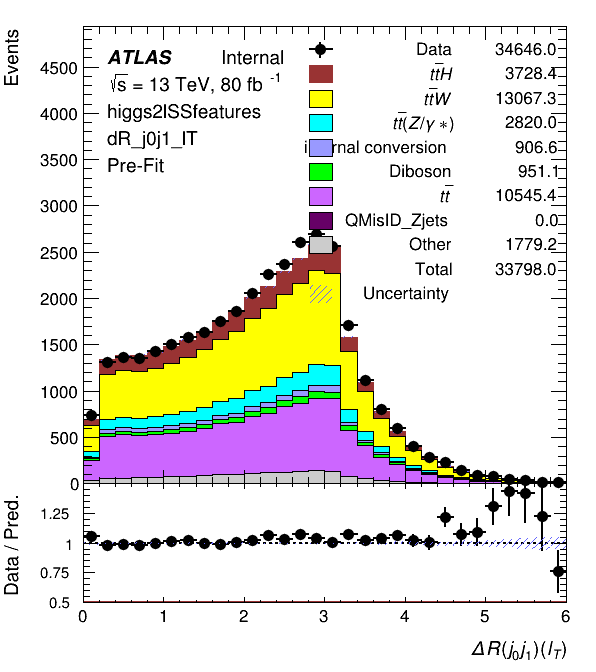 Events
ATLAS Internal
√s = 13 TeV, 80 fb -1
higgs2lSSfeatures
dR_j0j1_lT
Pre-Fit
Data 34646.0
tt̄H 3728.4
tt̄W 13067.3
tt̄(Z/γ *) 2820.0
internal conversion 906.6
Diboson 951.1
tt̄ 10545.4
QMisID_Zjets 0.0
Other 1779.2
Total 33798.0
Uncertainty
4500
4000
3500
3000
2500
2000
1500
1000
500
0
Data / Pred.
1.25
1
0.75
0.5
0 1 2 3 4 5 6
ΔR(j₀j₁)(l_T)